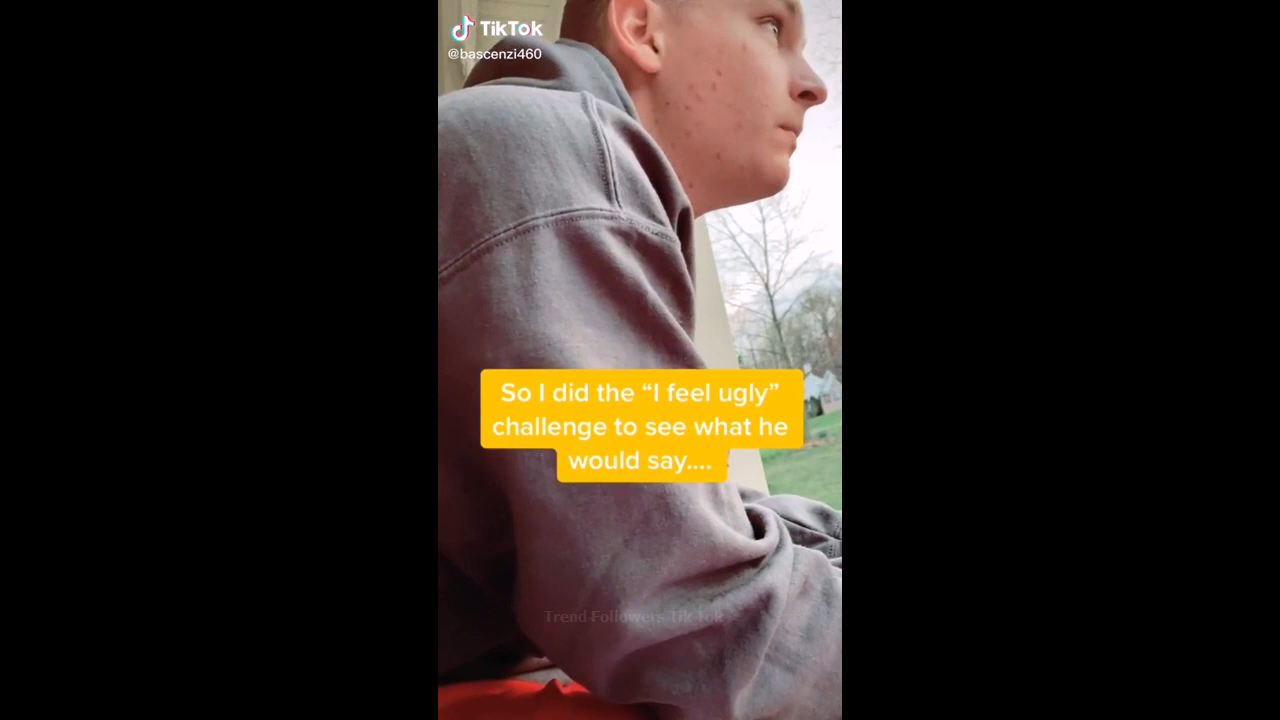 TikTok
@bascenzi460
So I did the “I feel ugly”
challenge to see what he
would say....
Trend Followers Tik Tok